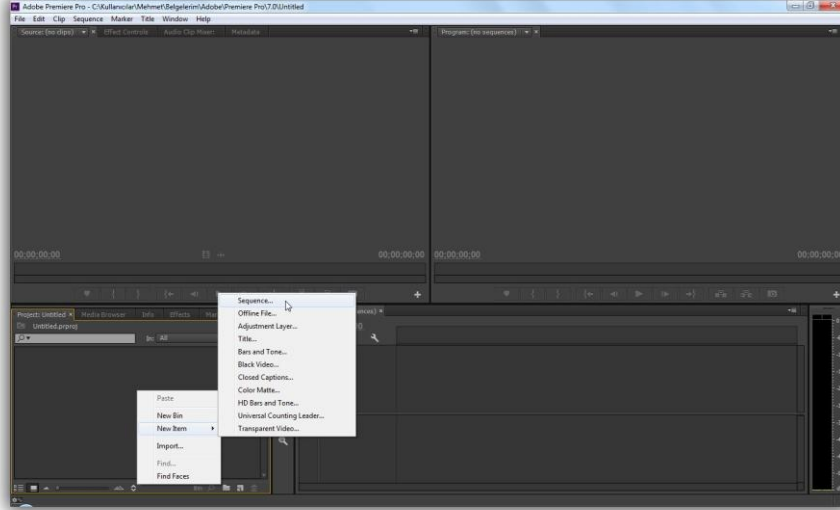 Adobe Premiere Pro - C:\Kullanıcılar\Mehmet\Belgelerim\Adobe\Premiere Pro\7.0\Untitled
File Edit Clip Sequence Marker Title Window Help
Source: (no clips) Effect Controls Audio Clip Mixer: Metadata
Program: (no sequences)
00;00;00;00 00;00;00;00
00;00;00;00 00;00;00;0
Project: Untitled Media Browser Info Effects Mar
Untitled.prproj
In: All
Paste
New Bin
New Item
Import...
Find...
Find Faces
Sequence...
Offline File...
Adjustment Layer...
Title...
Bars and Tone...
Black Video...
Closed Captions...
Color Matte...
HD Bars and Tone...
Universal Counting Leader...
Transparent Video...